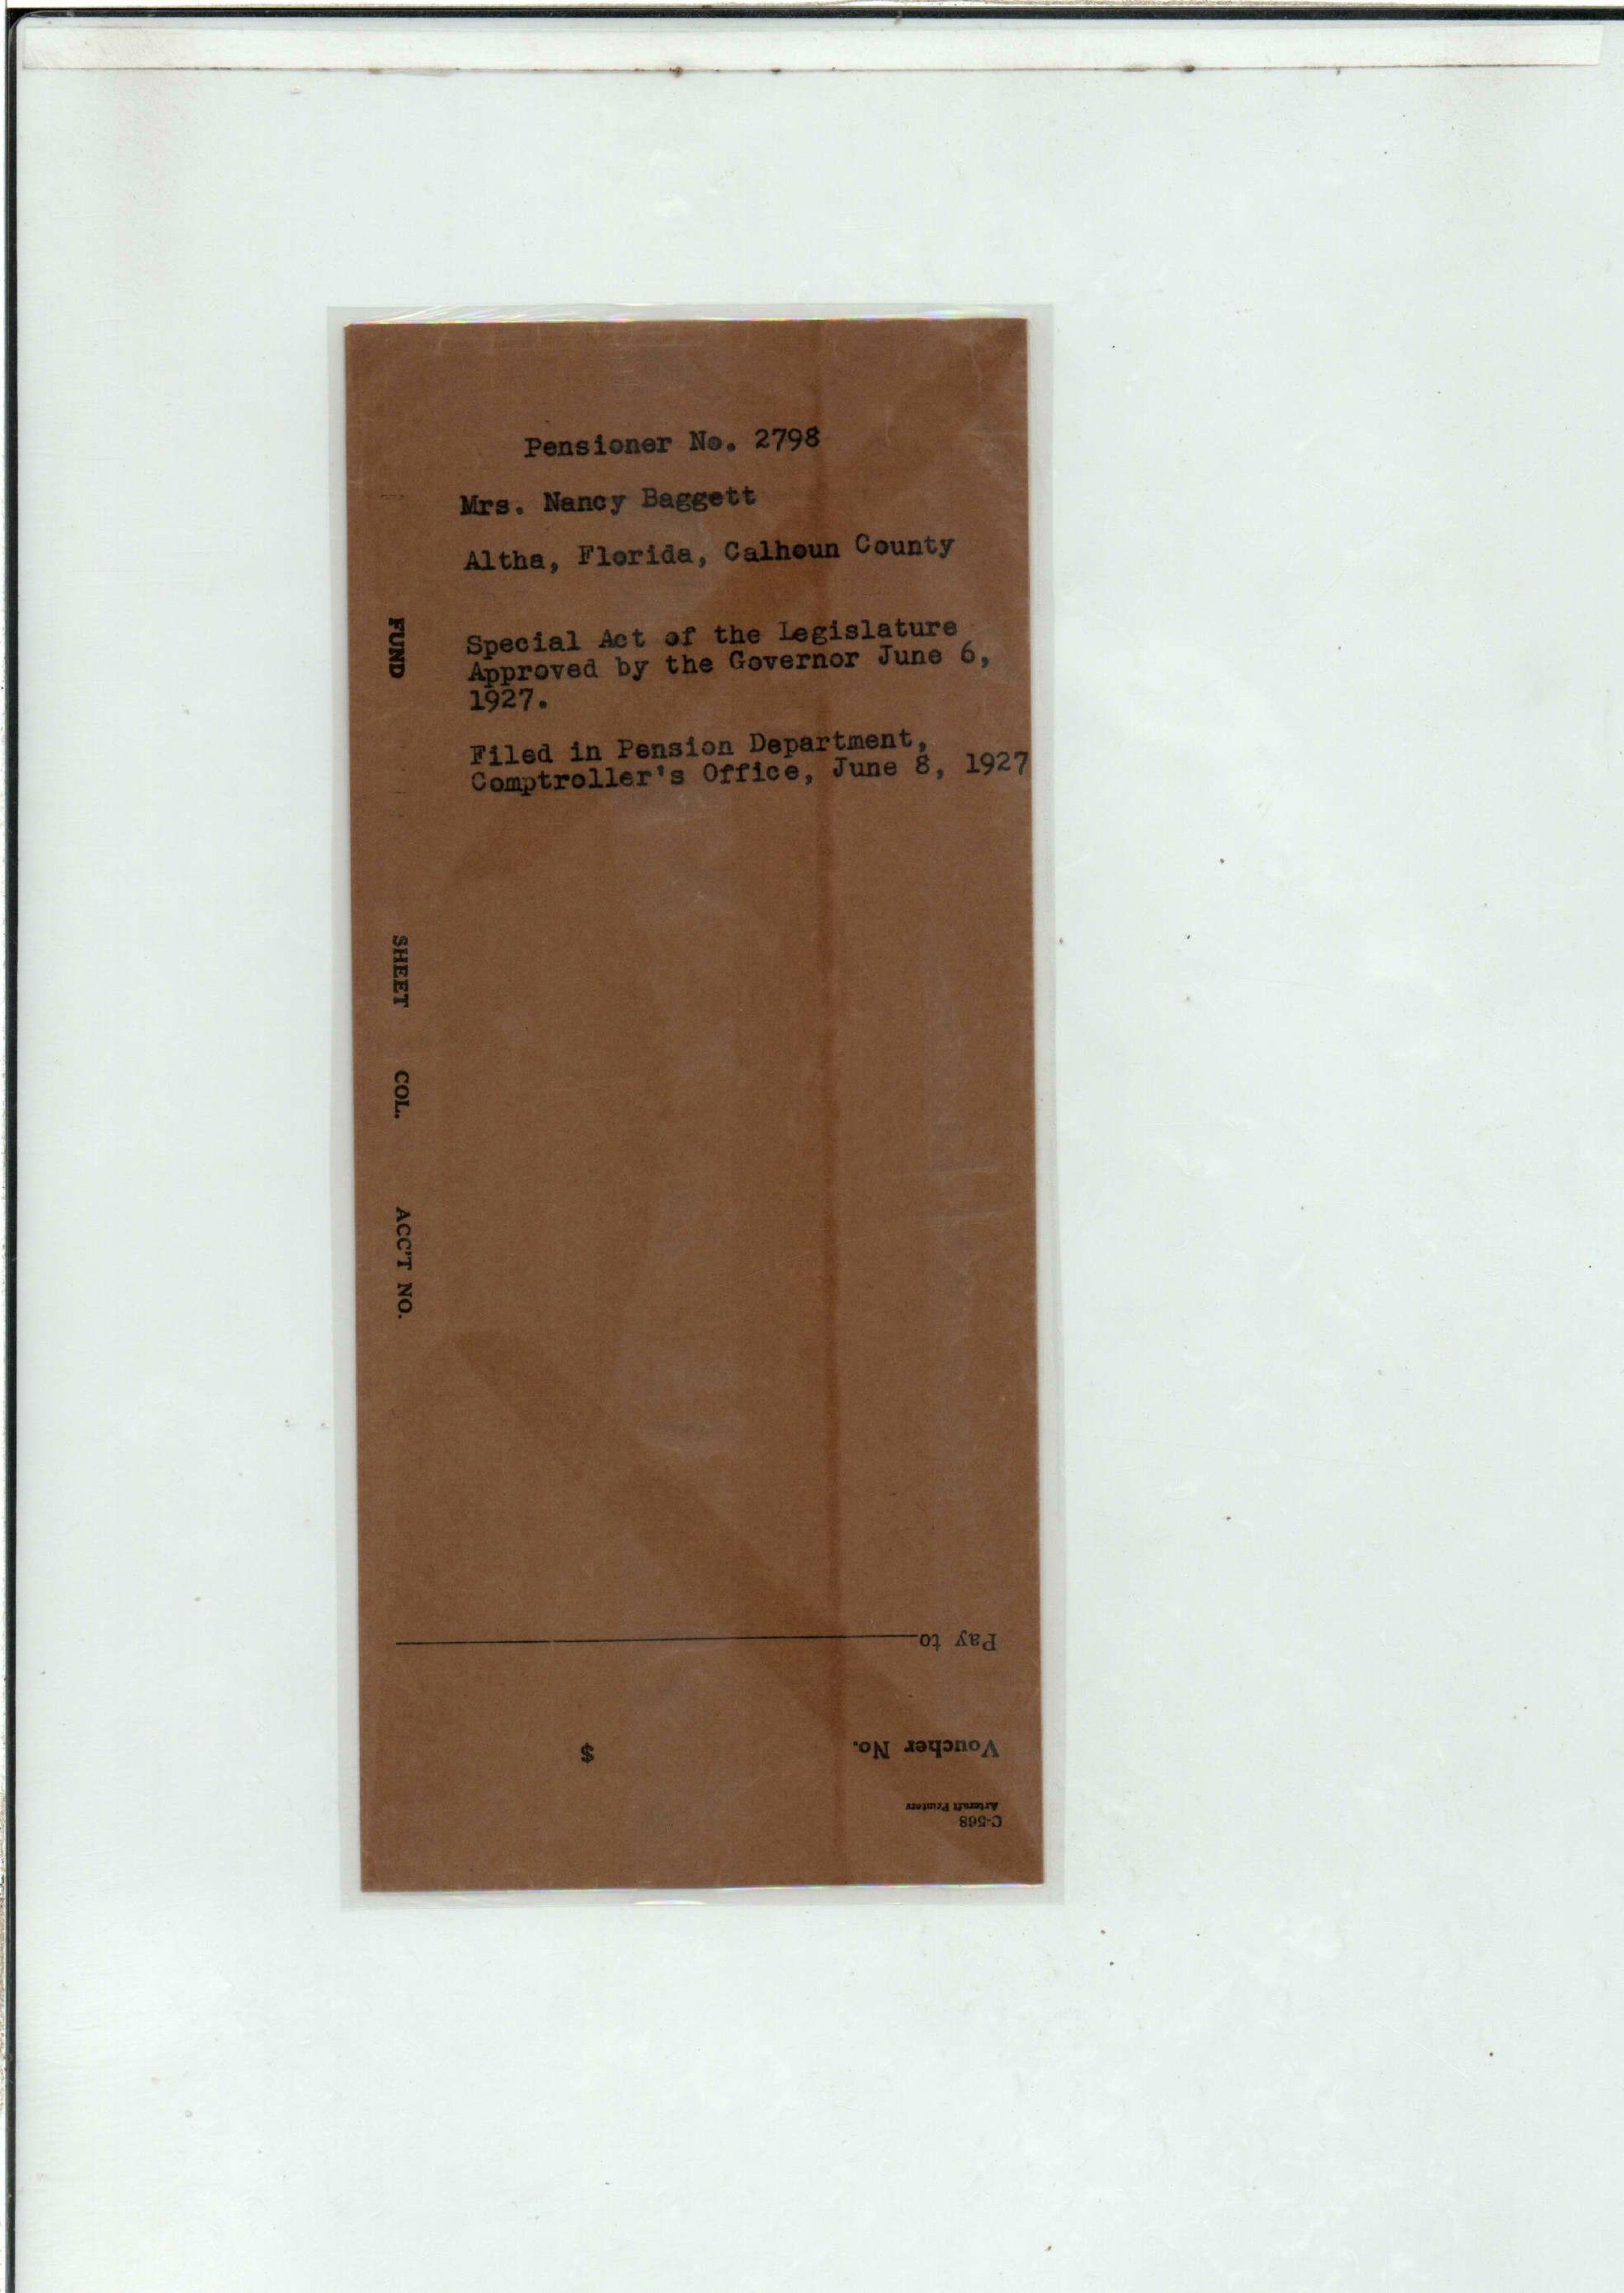 Pensioner No. 2798
Mrs. Nancy Baggett
Altha, Florida, Calhoun County
Special Act of the Legislature
Approved by the Governor June 6,
1927.
Filed in Pension Department,
Comptroller's Office, June 8, 1927
FUND
SHEET
COL.
ACC'T NO.
Pay to
Voucher No.
$
C-568
Artcraft Printers